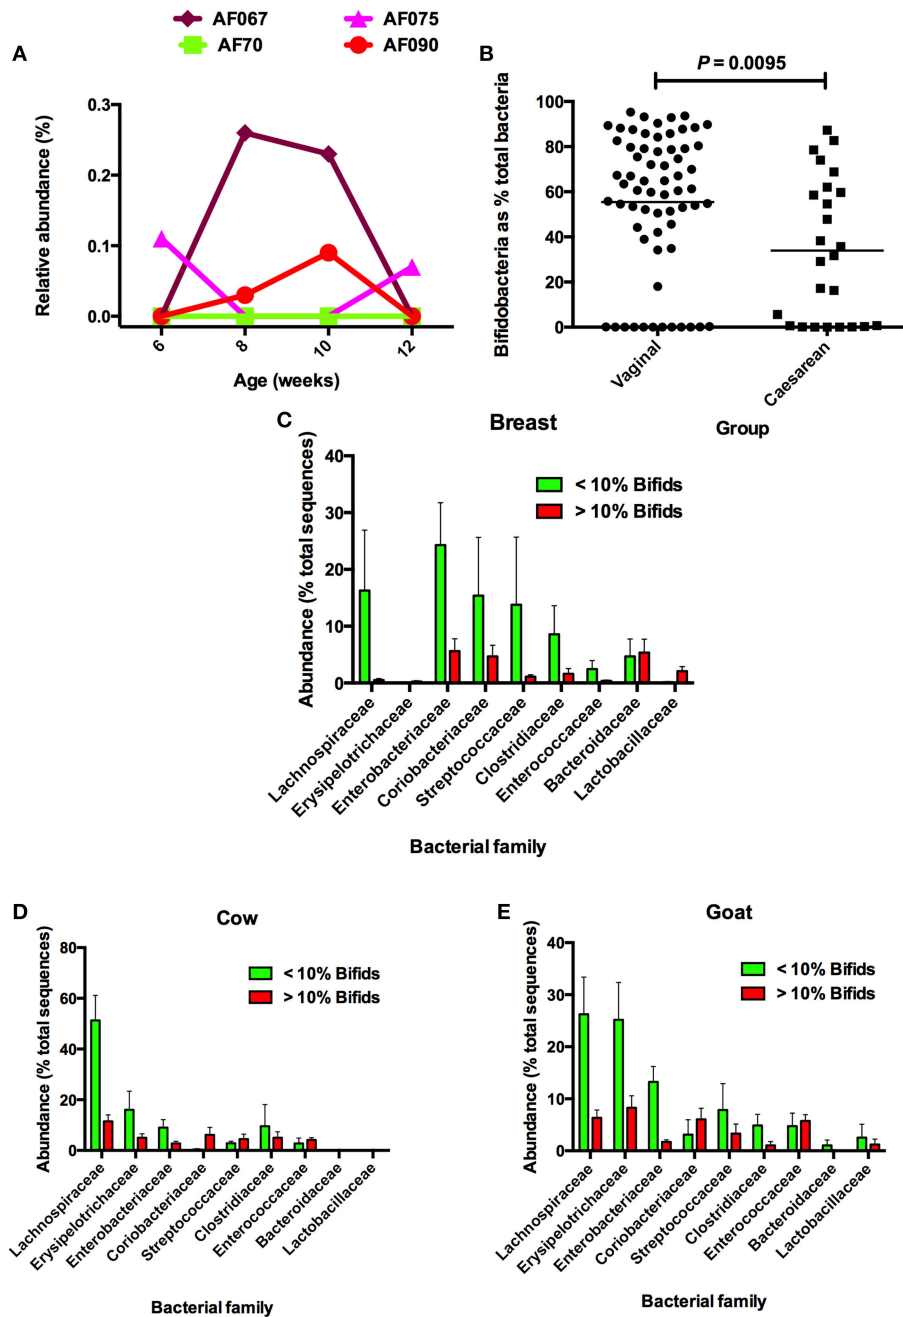 AF067 AF075
AF70 AF090
A
0.3
0.2
0.1
0.0
Relative abundance (%)
6 8 10 12
Age (weeks)
B
P = 0.0095
100
80
60
40
20
0
Bifidobacteria as % total bacteria
Vaginal
Caesarean
Group
C
Breast
40
30
20
10
0
Abundance (% total sequences)
< 10% Bifids
> 10% Bifids
Lachnospiraceae
Erysipelotrichaceae
Enterobacteriaceae
Coriobacteriaceae
Streptococcaceae
Clostridiaceae
Enterococcaceae
Bacteroidaceae
Lactobacillaceae
Bacterial family
D
Cow
80
60
40
20
0
Abundance (% total sequences)
< 10% Bifids
> 10% Bifids
Lachnospiraceae
Erysipelotrichaceae
Enterobacteriaceae
Coriobacteriaceae
Streptococcaceae
Clostridiaceae
Enterococcaceae
Bacteroidaceae
Lactobacillaceae
Bacterial family
E
Goat
40
30
20
10
0
Abundance (% total sequences)
< 10% Bifids
> 10% Bifids
Lachnospiraceae
Erysipelotrichaceae
Enterobacteriaceae
Coriobacteriaceae
Streptococcaceae
Clostridiaceae
Enterococcaceae
Bacteroidaceae
Lactobacillaceae
Bacterial family